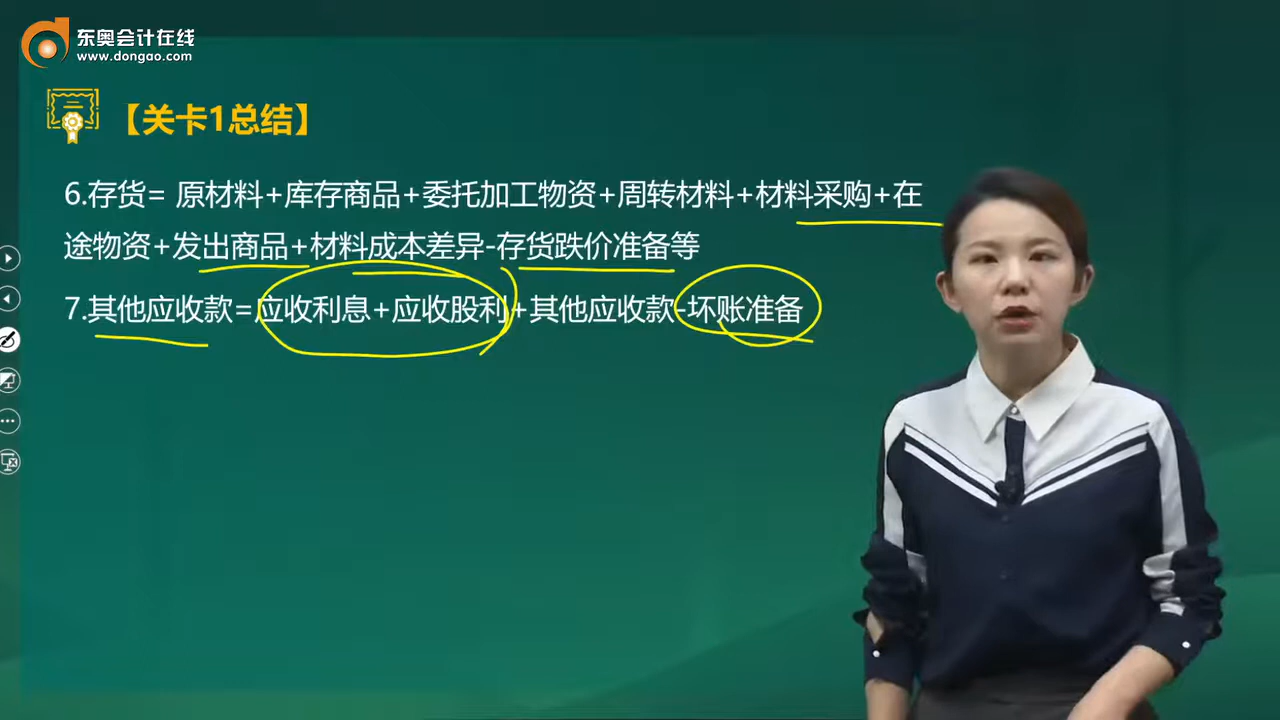 东奥会计在线
www.dongao.com
【关卡1总结】
6.存货= 原材料+库存商品+委托加工物资+周转材料+材料采购+在
途物资+发出商品+材料成本差异-存货跌价准备等
7.其他应收款=应收利息+应收股利+其他应收款-坏账准备